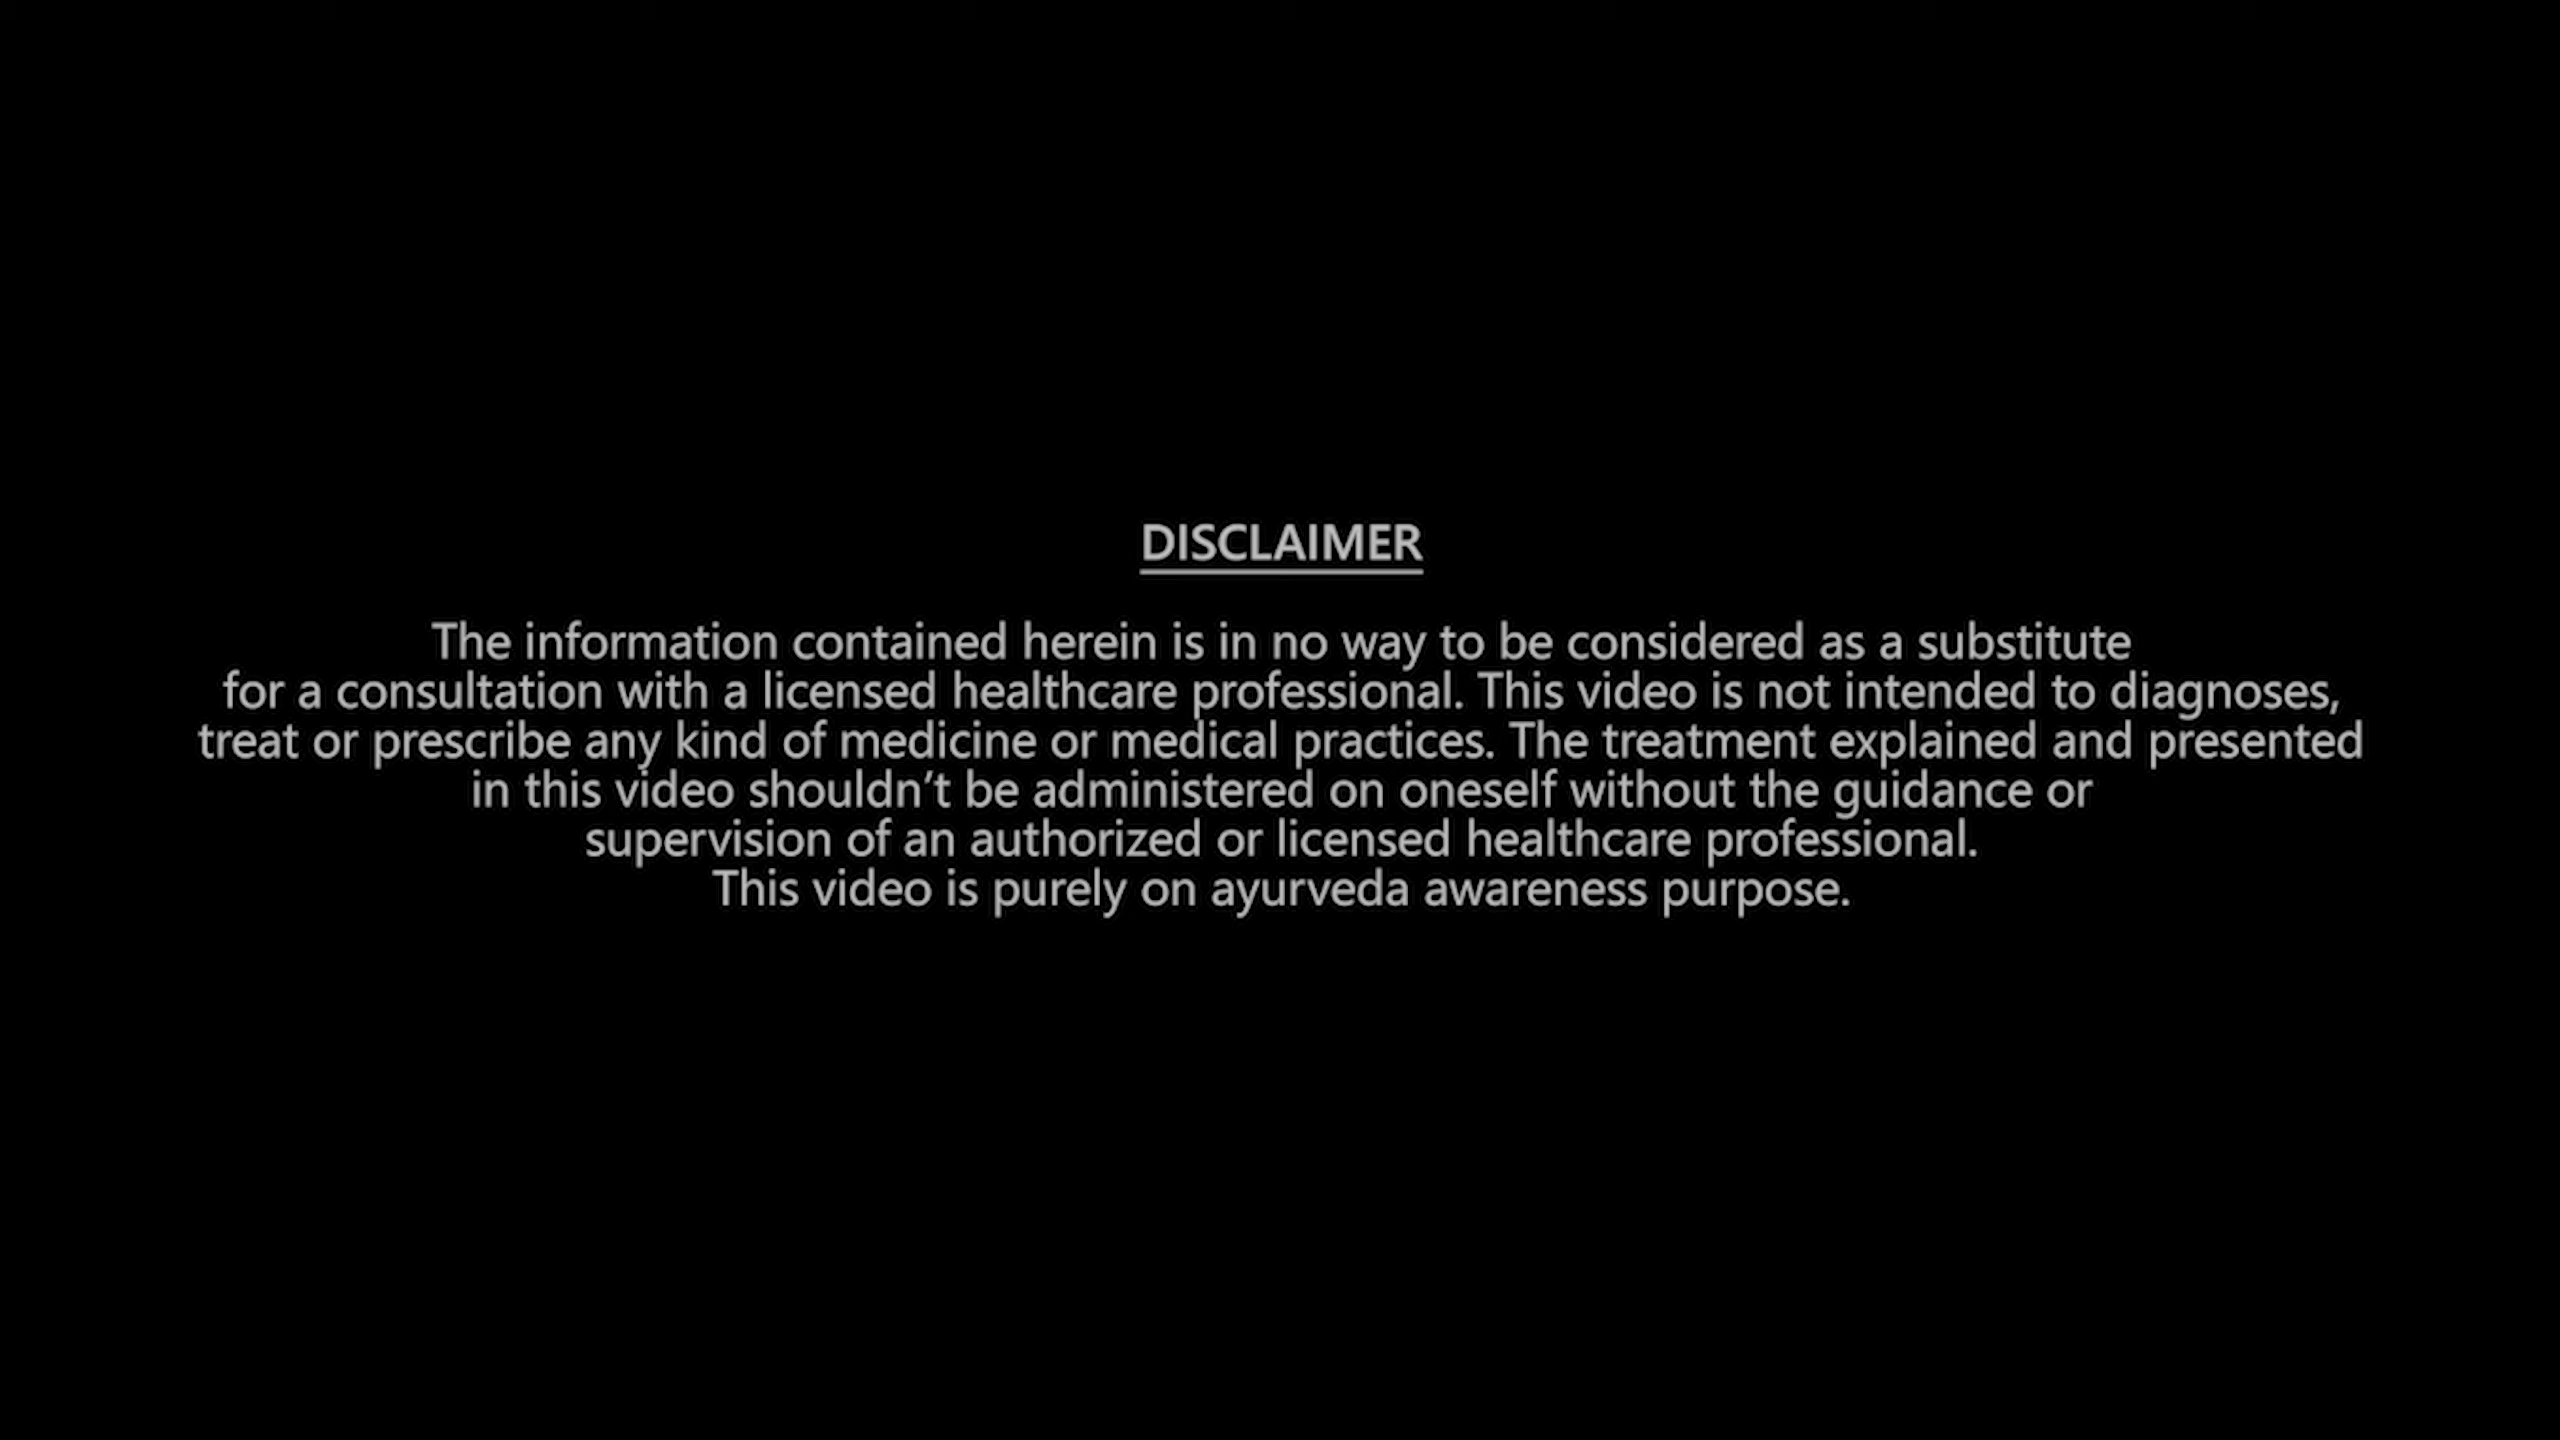 DISCLAIMER
The information contained herein is in no way to be considered as a substitute
for a consultation with a licensed healthcare professional. This video is not intended to diagnoses,
treat or prescribe any kind of medicine or medical practices. The treatment explained and presented
in this video shouldn’t be administered on oneself without the guidance or
supervision of an authorized or licensed healthcare professional.
This video is purely on ayurveda awareness purpose.